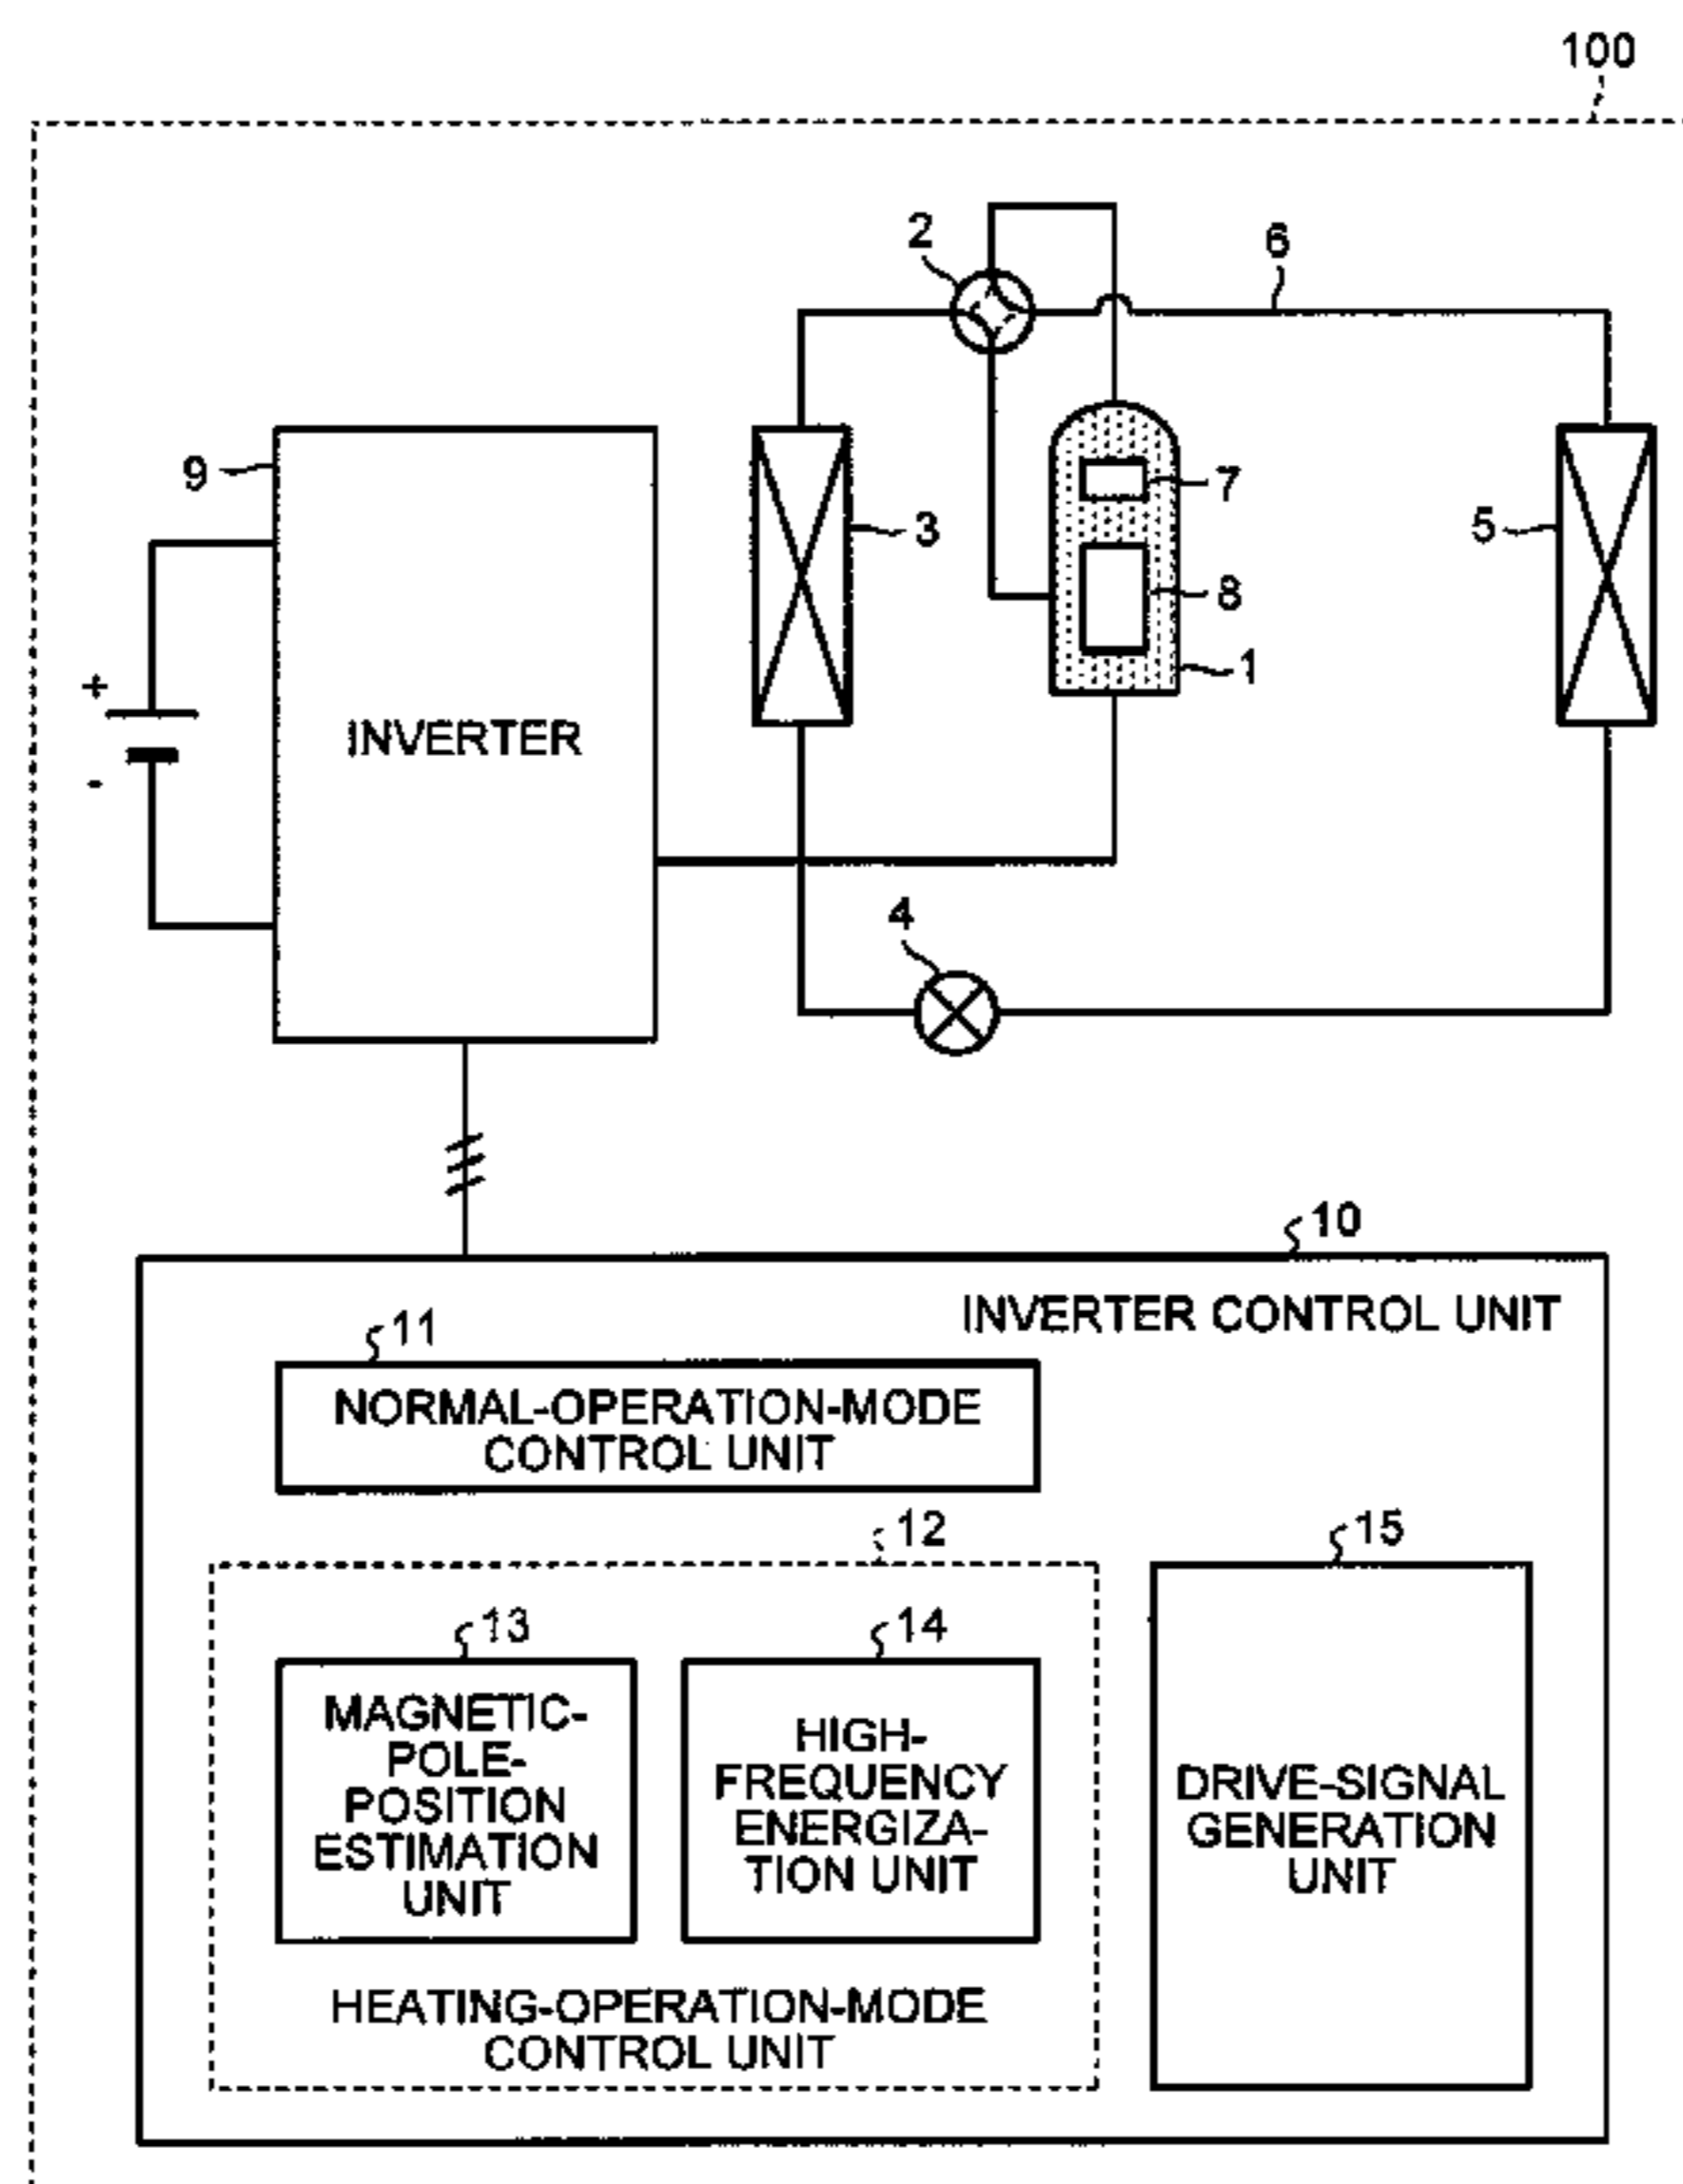 100
2
6
9
3
7
8
1
5
+
-
INVERTER
4
10
INVERTER CONTROL UNIT
11
NORMAL-OPERATION-MODE
CONTROL UNIT
12
15
13
14
MAGNETIC-
POLE-
POSITION
ESTIMATION
UNIT
HIGH-
FREQUENCY
ENERGIZA-
TION UNIT
DRIVE-SIGNAL
GENERATION
UNIT
HEATING-OPERATION-MODE
CONTROL UNIT